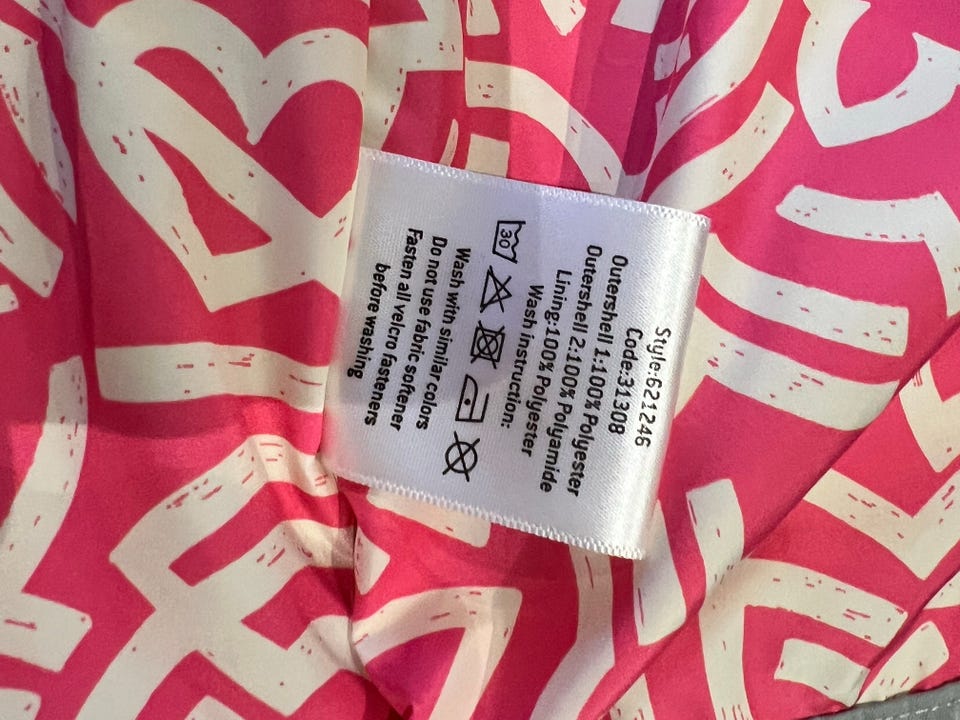 Style:621246
Code:31308
Outershell 1:100% Polyester
Outershell 2:100% Polyamide
Lining:100% Polyester
Wash instruction:
30
Wash with similar colors
Do not use fabric softener
Fasten all velcro fasteners
before washing